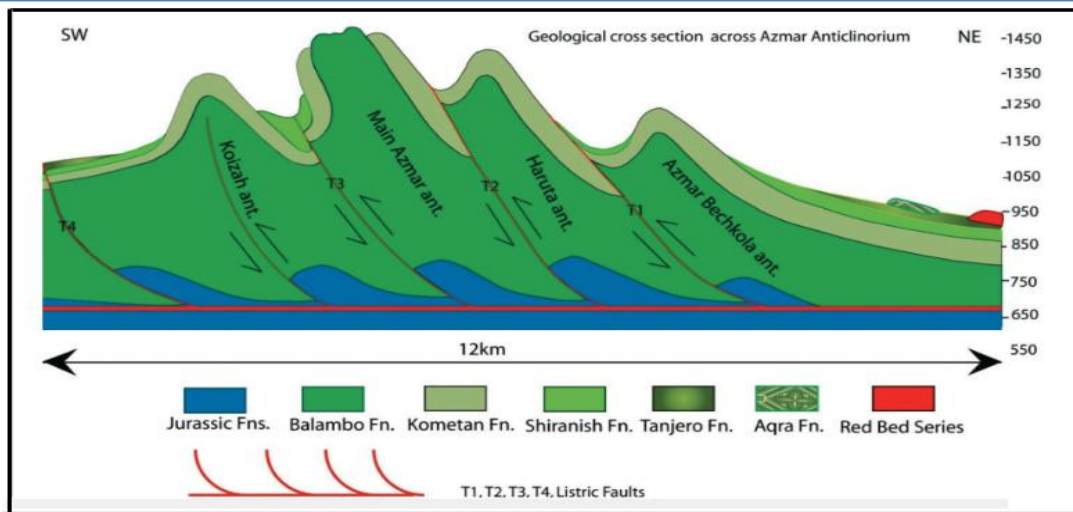 SW
Geological cross section across Azmar Anticlinorium
NE
1450
1350
1250
1150
1050
950
850
750
650
550
Koizah ant.
Main Azmar ant.
Haruta ant.
Azmar Bechkola ant.
T4
T3
T2
T1
12km
Jurassic Fns.
Balambo Fn.
Kometan Fn.
Shiranish Fn.
Tanjero Fn.
Aqra Fn.
Red Bed Series
T1, T2, T3, T4, Listric Faults